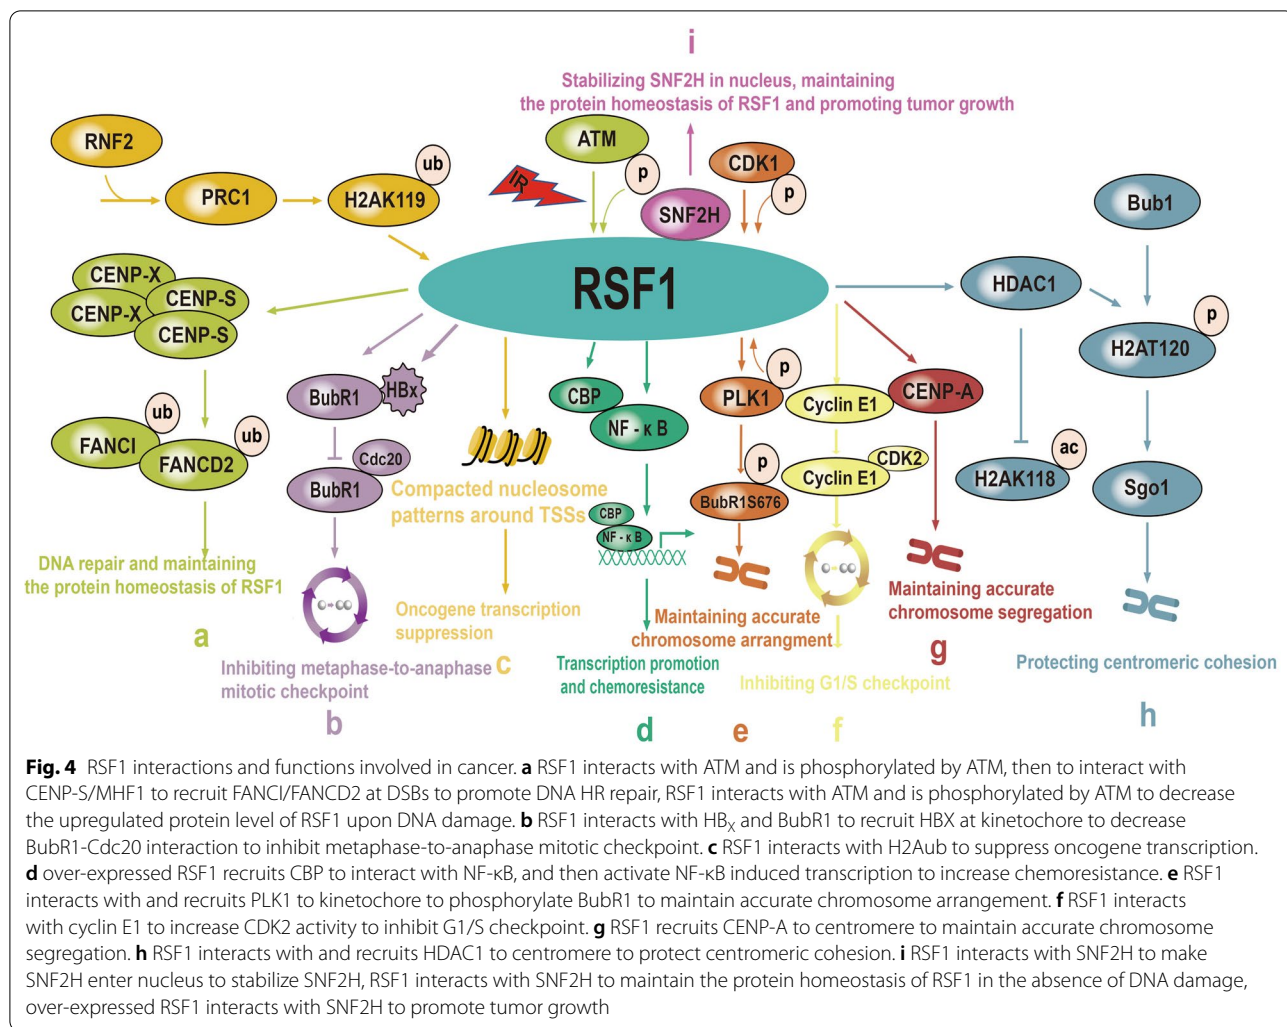 i
Stabilizing SNF2H in nucleus, maintaining
the protein homeostasis of RSF1 and promoting tumor growth
RNF2
PRC1
ub
H2AK119
IR
ATM
p
SNF2H
CDK1
p
Bub1
RSF1
CENP-X
CENP-S
CENP-X
CENP-S
HDAC1
p
H2AT120
ub
FANCI
ub
FANCD2
BubR1
HBx
Cdc20
BubR1
CBP
NF - κ B
p
PLK1
Cyclin E1
CENP-A
Compacted nucleosome
patterns around TSSs
CBP
NF - κ B
p
BubR1S676
Cyclin E1
CDK2
ac
H2AK118
Sgo1
DNA repair and maintaining
the protein homeostasis of RSF1
a
Inhibiting metaphase-to-anaphase
mitotic checkpoint
b
Oncogene transcription
suppression
c
Transcription promotion
and chemoresistance
d
Maintaining accurate
chromosome arrangment
e
Inhibiting G1/S checkpoint
f
Maintaining accurate
chromosome segregation
g
Protecting centromeric cohesion
h
Fig. 4 RSF1 interactions and functions involved in cancer. a RSF1 interacts with ATM and is phosphorylated by ATM, then to interact with
CENP-S/MHF1 to recruit FANCI/FANCD2 at DSBs to promote DNA HR repair, RSF1 interacts with ATM and is phosphorylated by ATM to decrease
the upregulated protein level of RSF1 upon DNA damage. b RSF1 interacts with HBX and BubR1 to recruit HBX at kinetochore to decrease
BubR1-Cdc20 interaction to inhibit metaphase-to-anaphase mitotic checkpoint. c RSF1 interacts with H2Aub to suppress oncogene transcription.
d over-expressed RSF1 recruits CBP to interact with NF-κB, and then activate NF-κB induced transcription to increase chemoresistance. e RSF1
interacts with and recruits PLK1 to kinetochore to phosphorylate BubR1 to maintain accurate chromosome arrangement. f RSF1 interacts
with cyclin E1 to increase CDK2 activity to inhibit G1/S checkpoint. g RSF1 recruits CENP-A to centromere to maintain accurate chromosome
segregation. h RSF1 interacts with and recruits HDAC1 to centromere to protect centromeric cohesion. i RSF1 interacts with SNF2H to make
SNF2H enter nucleus to stabilize SNF2H, RSF1 interacts with SNF2H to maintain the protein homeostasis of RSF1 in the absence of DNA damage,
over-expressed RSF1 interacts with SNF2H to promote tumor growth